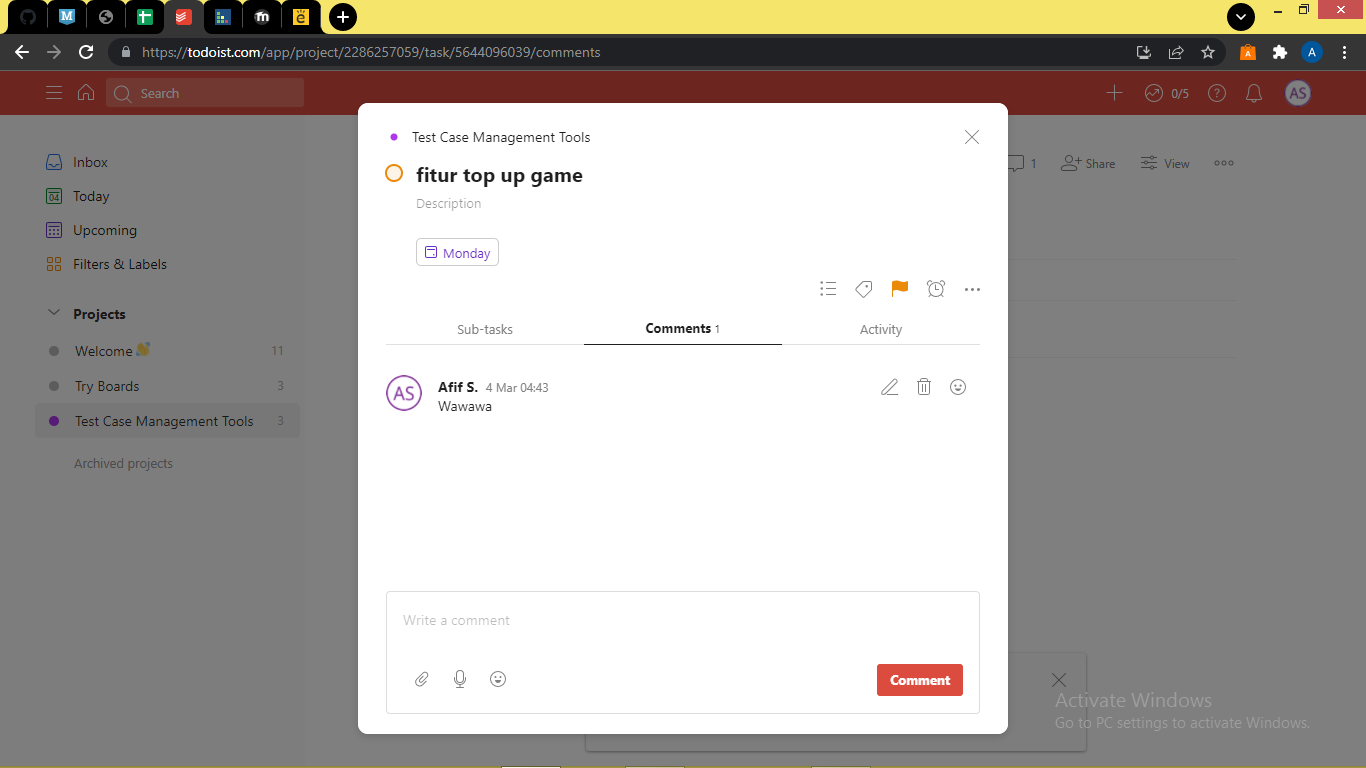 https://todoist.com/app/project/2286257059/task/5644096039/comments
A
A
Search
0/5
?
AS
Inbox
04
Today
Upcoming
Filters & Labels
Projects
Welcome👋 11
Try Boards 3
Test Case Management Tools 3
Archived projects
1
Share
View
Test Case Management Tools
fitur top up game
Description
Monday
Sub-tasks
Comments 1
Activity
AS
Afif S. 4 Mar 04:43
Wawawa
Write a comment
Comment
Activate Windows
Go to PC settings to activate Windows.